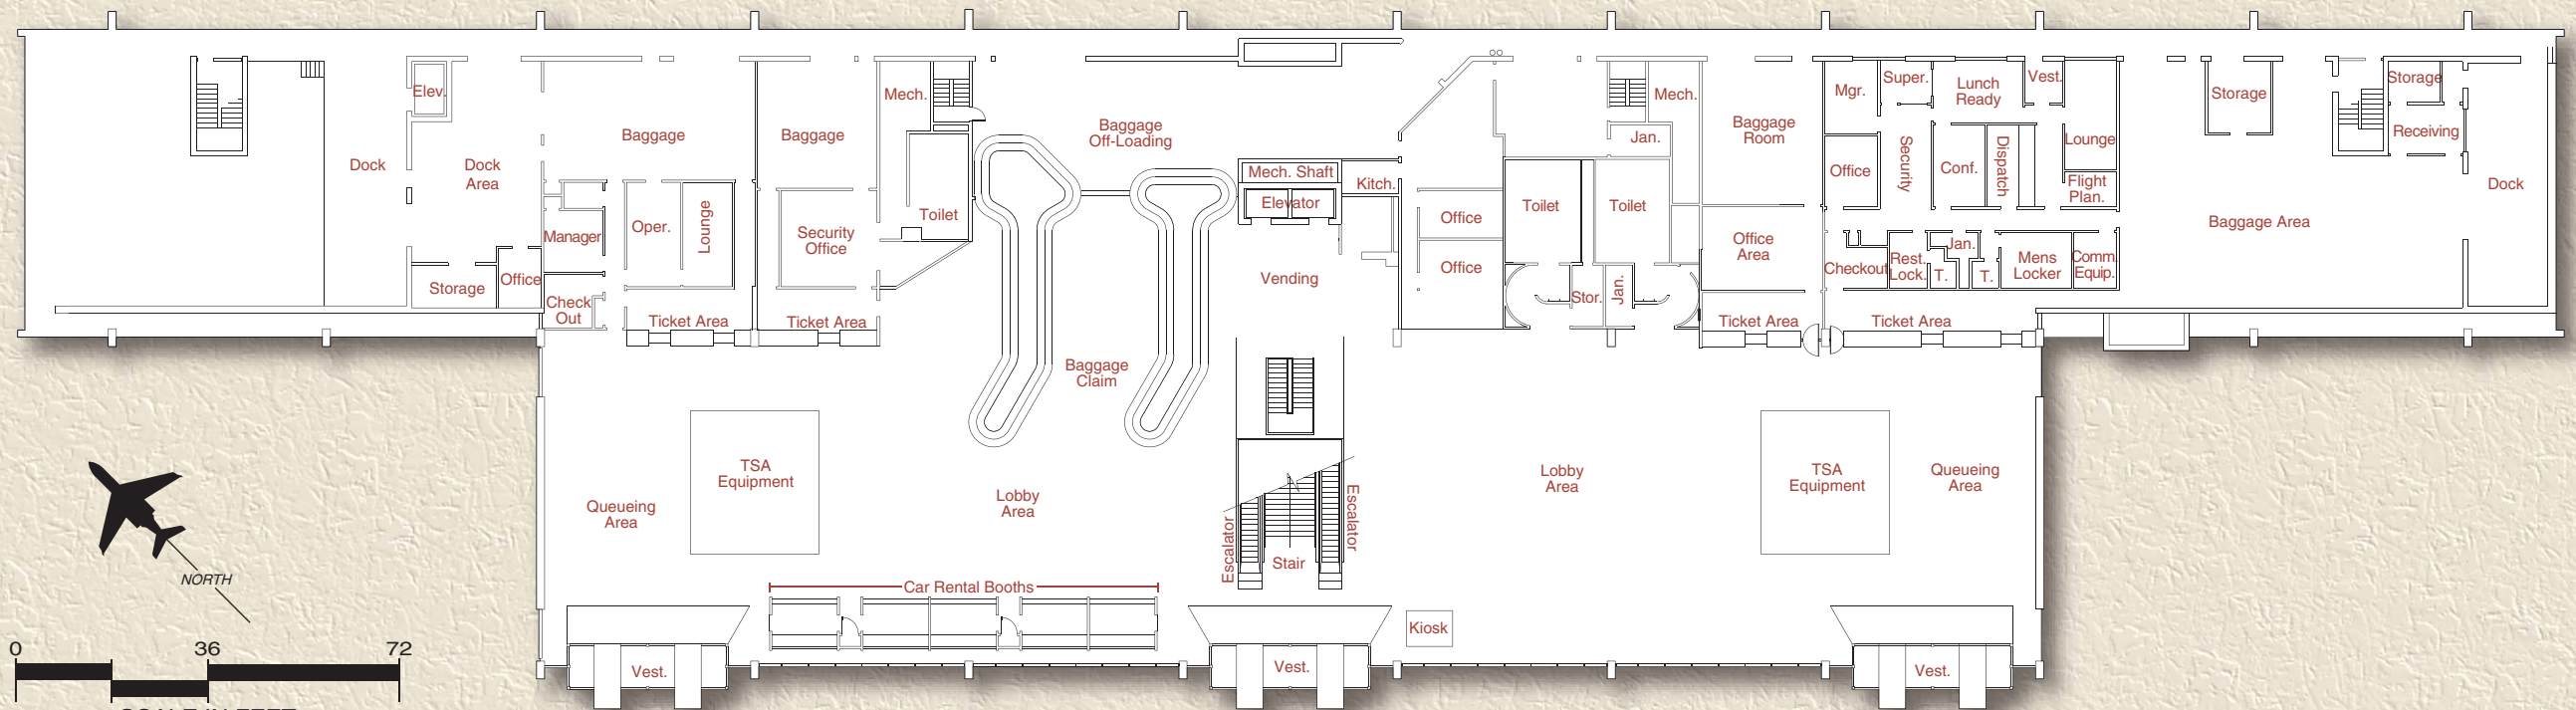 Elev.
Dock
Dock
Area
Storage
Office
Baggage
Manager
Oper.
Lounge
Check
Out
Ticket Area
Baggage
Security
Office
Ticket Area
Mech.
Toilet
Baggage
Off-Loading
Mech. Shaft
Elevator
Kitch.
Vending
Baggage
Claim
Office
Office
Toilet
Toilet
Stor.
Jan.
Mech.
Jan.
Baggage
Room
Office
Area
Ticket Area
Mgr.
Super.
Lunch
Ready
Vest.
Office
Security
Conf.
Dispatch
Lounge
Flight
Plan.
Checkout
Rest.
Lock.
Jan.
T.
T.
Mens
Locker
Comm.
Equip.
Ticket Area
Storage
Baggage Area
Storage
Receiving
Dock
Queueing
Area
TSA
Equipment
Lobby
Area
Escalator
Stair
Escalator
Lobby
Area
TSA
Equipment
Queueing
Area
Car Rental Booths
Kiosk
Vest.
Vest.
Vest.
NORTH
0 36 72